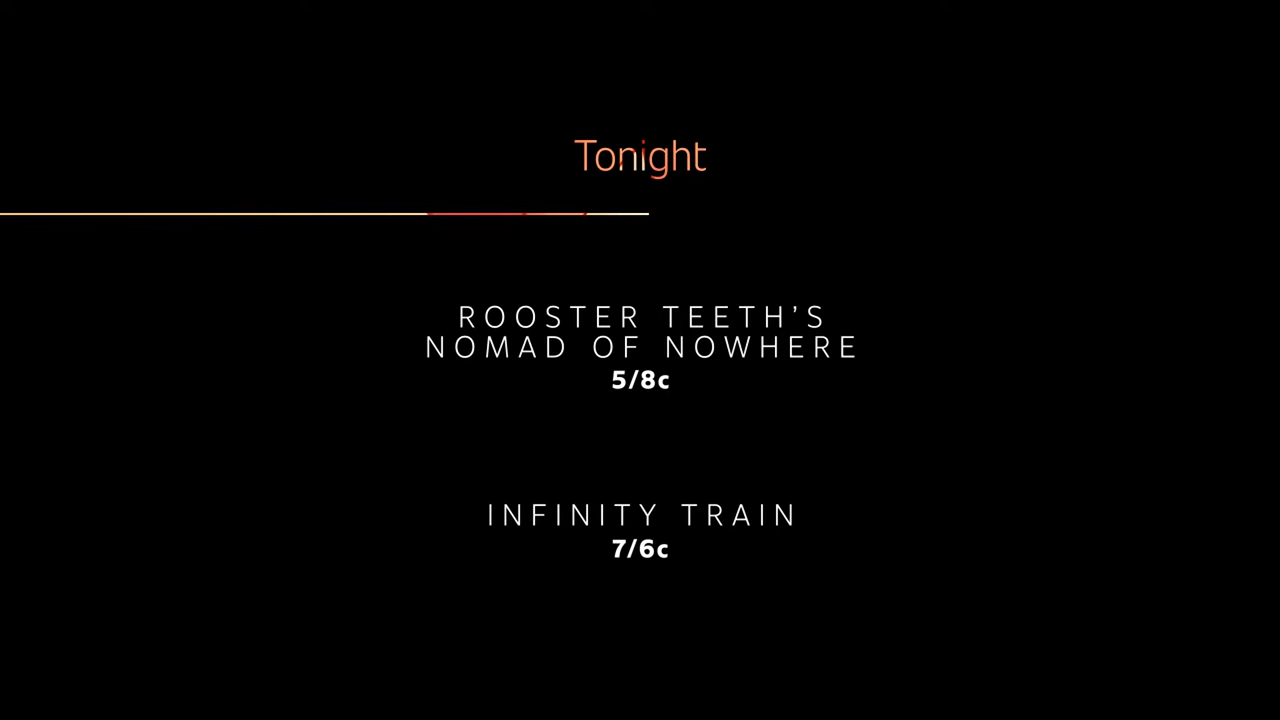 Tonight
ROOSTER TEETH’S
NOMAD OF NOWHERE
5/8c
INFINITY TRAIN
7/6c